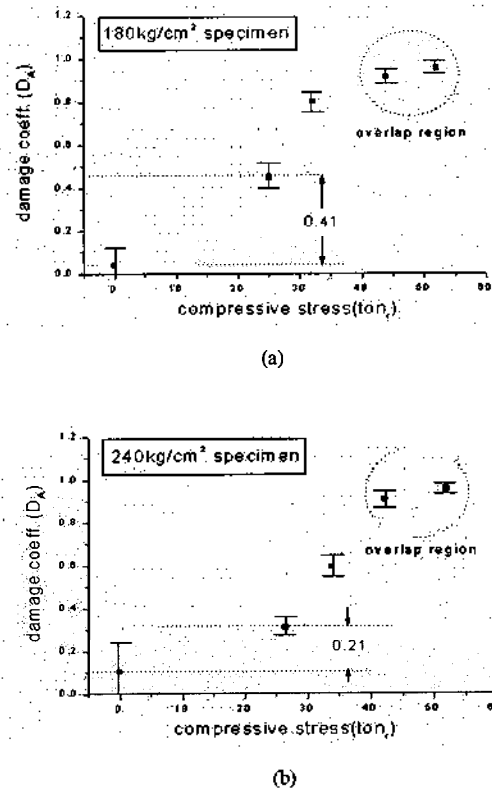 180kg/cm² specimen
damage coeff. (D_A)
1.2
1.0
0.8
0.6
0.4
0.2
0.0
overlap region
0.41
0 10 20 30 40 50 60
compressive stress(ton_f)
(a)
240kg/cm² specimen
damage coeff. (D_A)
1.2
1.0
0.8
0.6
0.4
0.2
0.0
overlap region
0.21
0 10 20 30 40 50 60
compressive stress(ton_f)
(b)